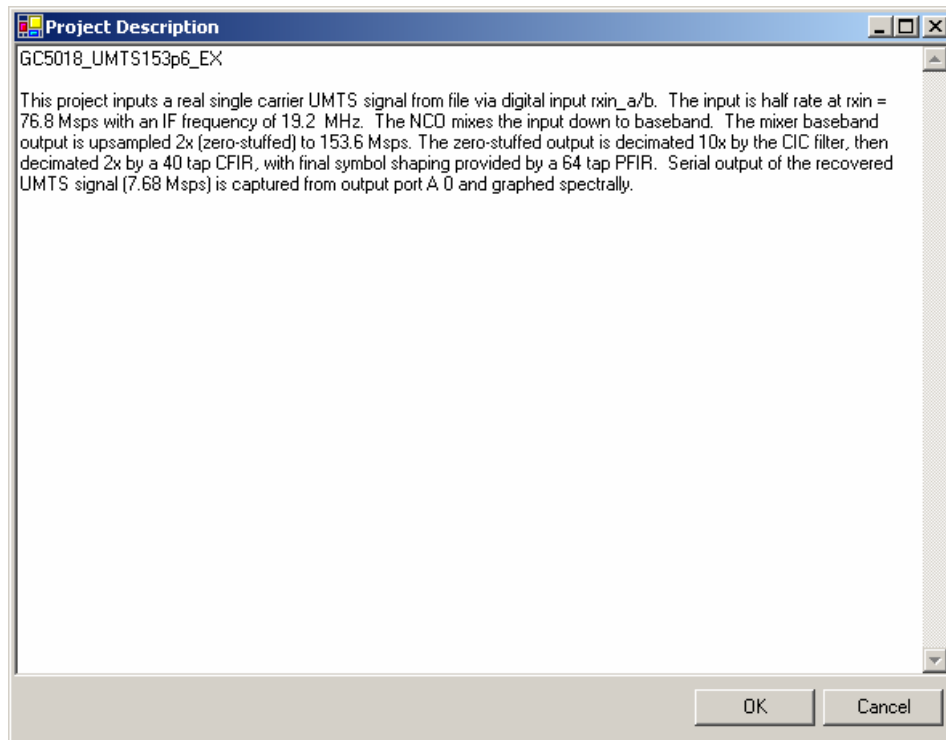 Project Description
GC5018_UMTS153p6_EX
This project inputs a real single carrier UMTS signal from file via digital input rxin_a/b.  The input is half rate at rxin =
76.8 Msps with an IF frequency of 19.2  MHz.  The NCO mixes the input down to baseband.  The mixer baseband
output is upsampled 2x (zero-stuffed) to 153.6 Msps. The zero-stuffed output is decimated 10x by the CIC filter, then
decimated 2x by a 40 tap CFIR, with final symbol shaping provided by a 64 tap PFIR.  Serial output of the recovered
UMTS signal (7.68 Msps) is captured from output port A 0 and graphed spectrally.
OK
Cancel